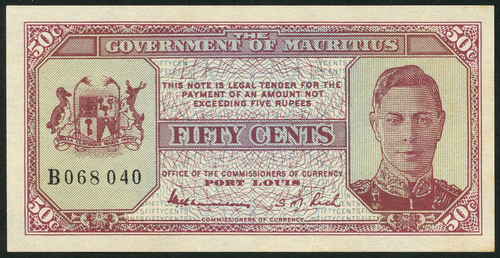 50¢ THE 50¢
GOVERNMENT OF MAURITIUS
THIS NOTE IS LEGAL TENDER FOR THE
PAYMENT OF AN AMOUNT NOT
EXCEEDING FIVE RUPEES
FIFTY CENTS
B068 040
OFFICE OF THE COMMISSIONERS OF CURRENCY
PORT LOUIS
COMMISSIONERS OF CURRENCY
50¢ 50¢